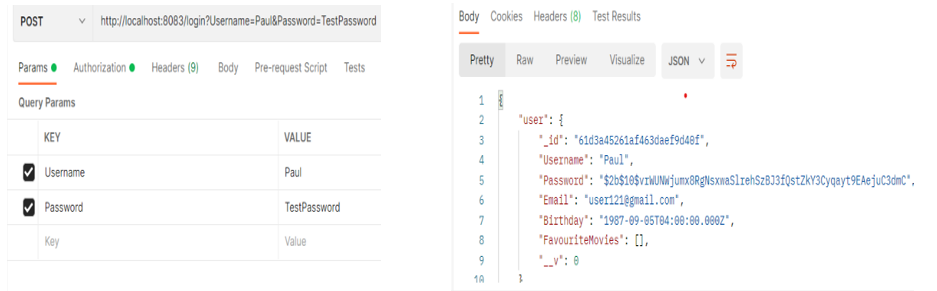 POST http://localhost:8083/login?Username=Paul&Password=TestPassword
Params Authorization Headers (9) Body Pre-request Script Tests
Query Params
KEY VALUE
Username Paul
Password TestPassword
Key Value
Body Cookies Headers (8) Test Results
Pretty Raw Preview Visualize JSON
1 {
2 "user": {
3 "_id": "61d3a45261af463daef9d48f",
4 "Username": "Paul",
5 "Password": "$2b$10$vrWUNWjumx8RgNsxwaSlrehSzBJ3fQstZkY3Cyqayt9EAejuC3dmC",
6 "Email": "user121@gmail.com",
7 "Birthday": "1987-09-05T04:00:00.000Z",
8 "FavouriteMovies": [],
9 "__v": 0
10 }